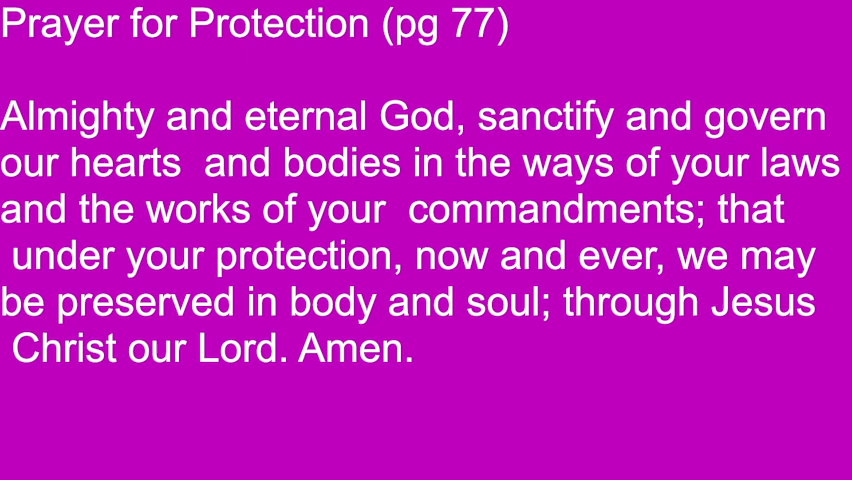 Prayer for Protection (pg 77)
Almighty and eternal God, sanctify and govern
our hearts  and bodies in the ways of your laws
and the works of your  commandments; that
under your protection, now and ever, we may
be preserved in body and soul; through Jesus
Christ our Lord. Amen.